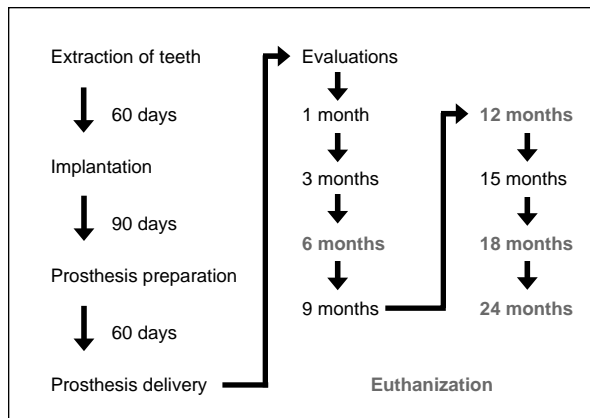 Extraction of teeth
60 days
Implantation
90 days
Prosthesis preparation
60 days
Prosthesis delivery
Evaluations
1 month
3 months
6 months
9 months
12 months
15 months
18 months
24 months
Euthanization